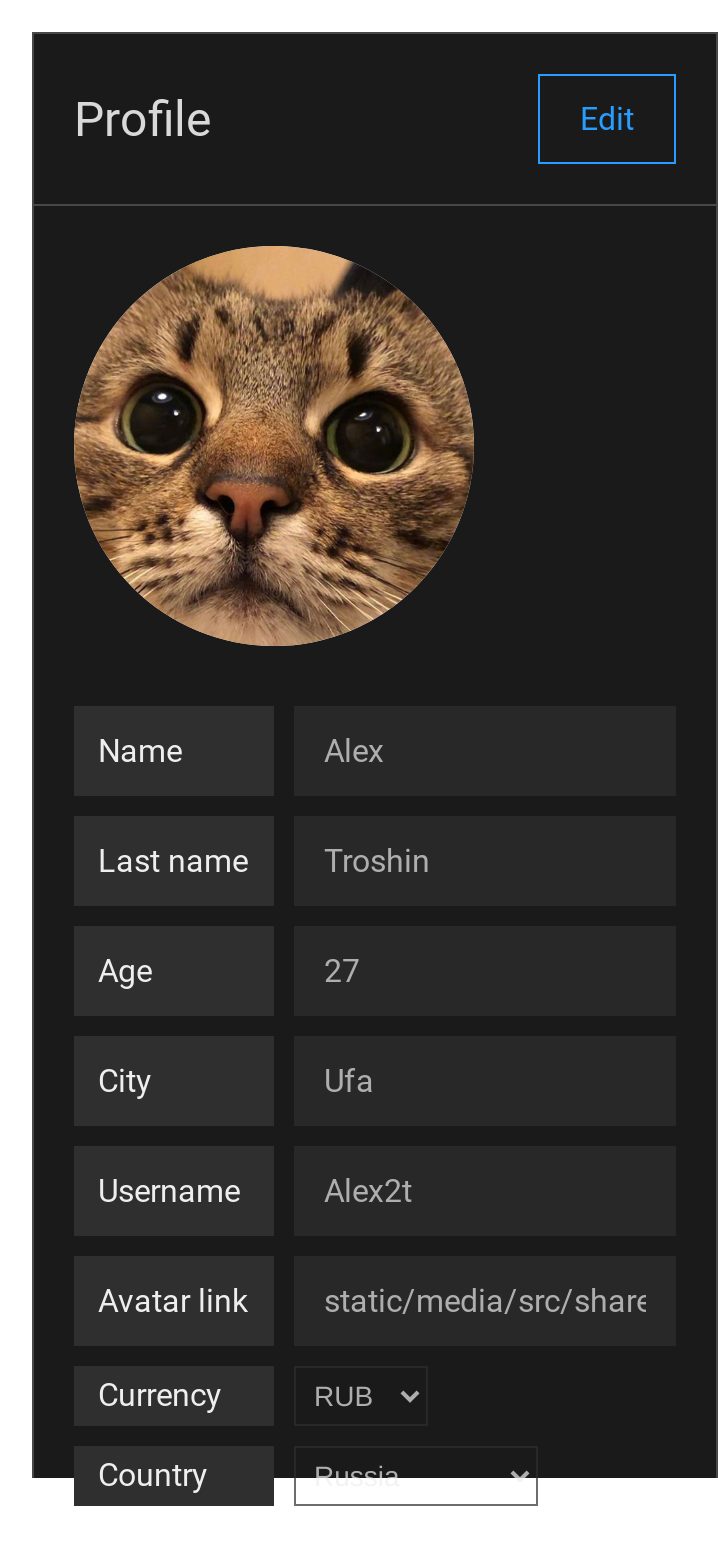 Profile
Edit
Name Alex
Last name Troshin
Age 27
City Ufa
Username Alex2t
Avatar link static/media/src/share
Currency RUB
Country Russia